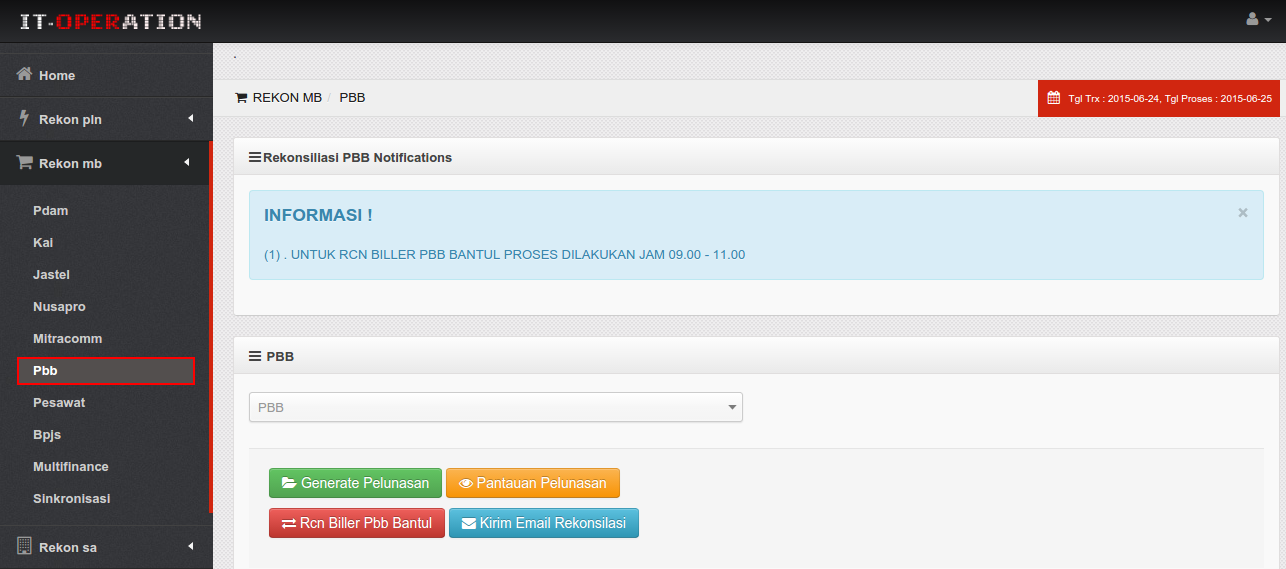 IT-OPERATION
Home
Rekon pln
Rekon mb
Pdam
Kai
Jastel
Nusapro
Mitracomm
Pbb
Pesawat
Bpjs
Multifinance
Sinkronisasi
Rekon sa
.
REKON MB / PBB
Tgl Trx : 2015-06-24, Tgl Proses : 2015-06-25
Rekonsiliasi PBB Notifications
INFORMASI !
×
(1) . UNTUK RCN BILLER PBB BANTUL PROSES DILAKUKAN JAM 09.00 - 11.00
PBB
PBB
Generate Pelunasan
Pantauan Pelunasan
Rcn Biller Pbb Bantul
Kirim Email Rekonsilasi